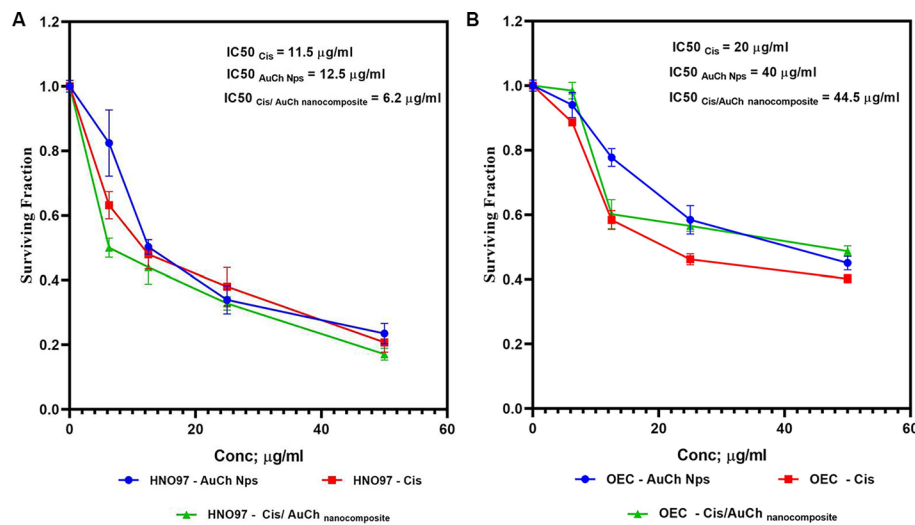 A
1.2
1.0
0.8
0.6
0.4
0.2
0.0
Surviving Fraction
IC50 Cis = 11.5 μg/ml
IC50 AuCh Nps = 12.5 μg/ml
IC50 Cis/ AuCh nanocomposite = 6.2 μg/ml
0 20 40 60
Conc; μg/ml
HNO97 - AuCh Nps
HNO97 - Cis
HNO97 - Cis/ AuCh nanocomposite
B
1.2
1.0
0.8
0.6
0.4
0.2
0.0
Surviving Fraction
IC50 Cis = 20 μg/ml
IC50 AuCh Nps = 40 μg/ml
IC50 Cis/AuCh nanocomposite = 44.5 μg/ml
0 20 40 60
Conc; μg/ml
OEC - AuCh Nps
OEC - Cis
OEC - Cis/AuCh nanocomposite